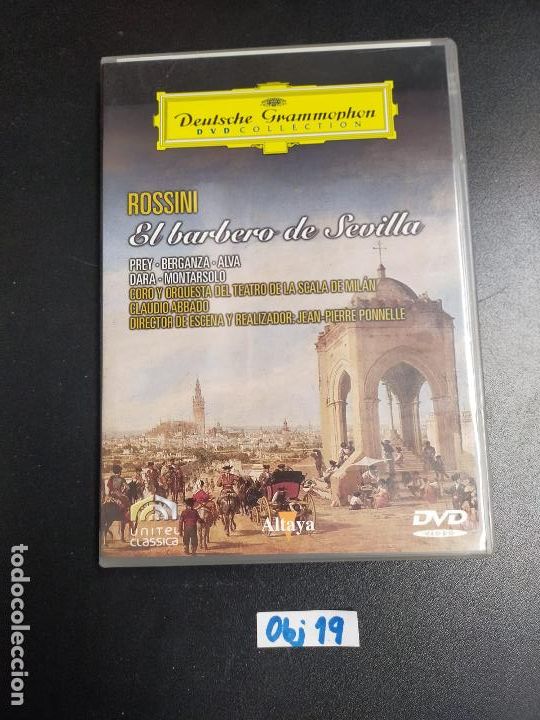 Deutsche Grammophon
DVD COLLECTION
ROSSINI
El barbero de Sevilla
PREY - BERGANZA - ALVA
DARA - MONTARSOLO
CORO Y ORQUESTA DEL TEATRO DE LA SCALA DE MILÁN
CLAUDIO ABBADO
DIRECTOR DE ESCENA Y REALIZADOR: JEAN-PIERRE PONNELLE
UNITEL
CLASSICA
Altaya
DVD
VIDEO
Obj 19
todocoleccion
todocoleccion.net